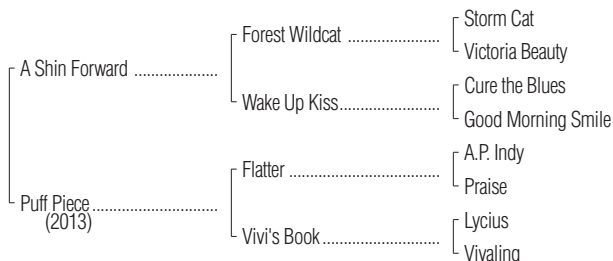 Storm Cat
Forest Wildcat
Victoria Beauty
A Shin Forward
Cure the Blues
Wake Up Kiss
Good Morning Smile
A.P. Indy
Flatter
Praise
Puff Piece
(2013)
Lycius
Vivi's Book
Vivaling